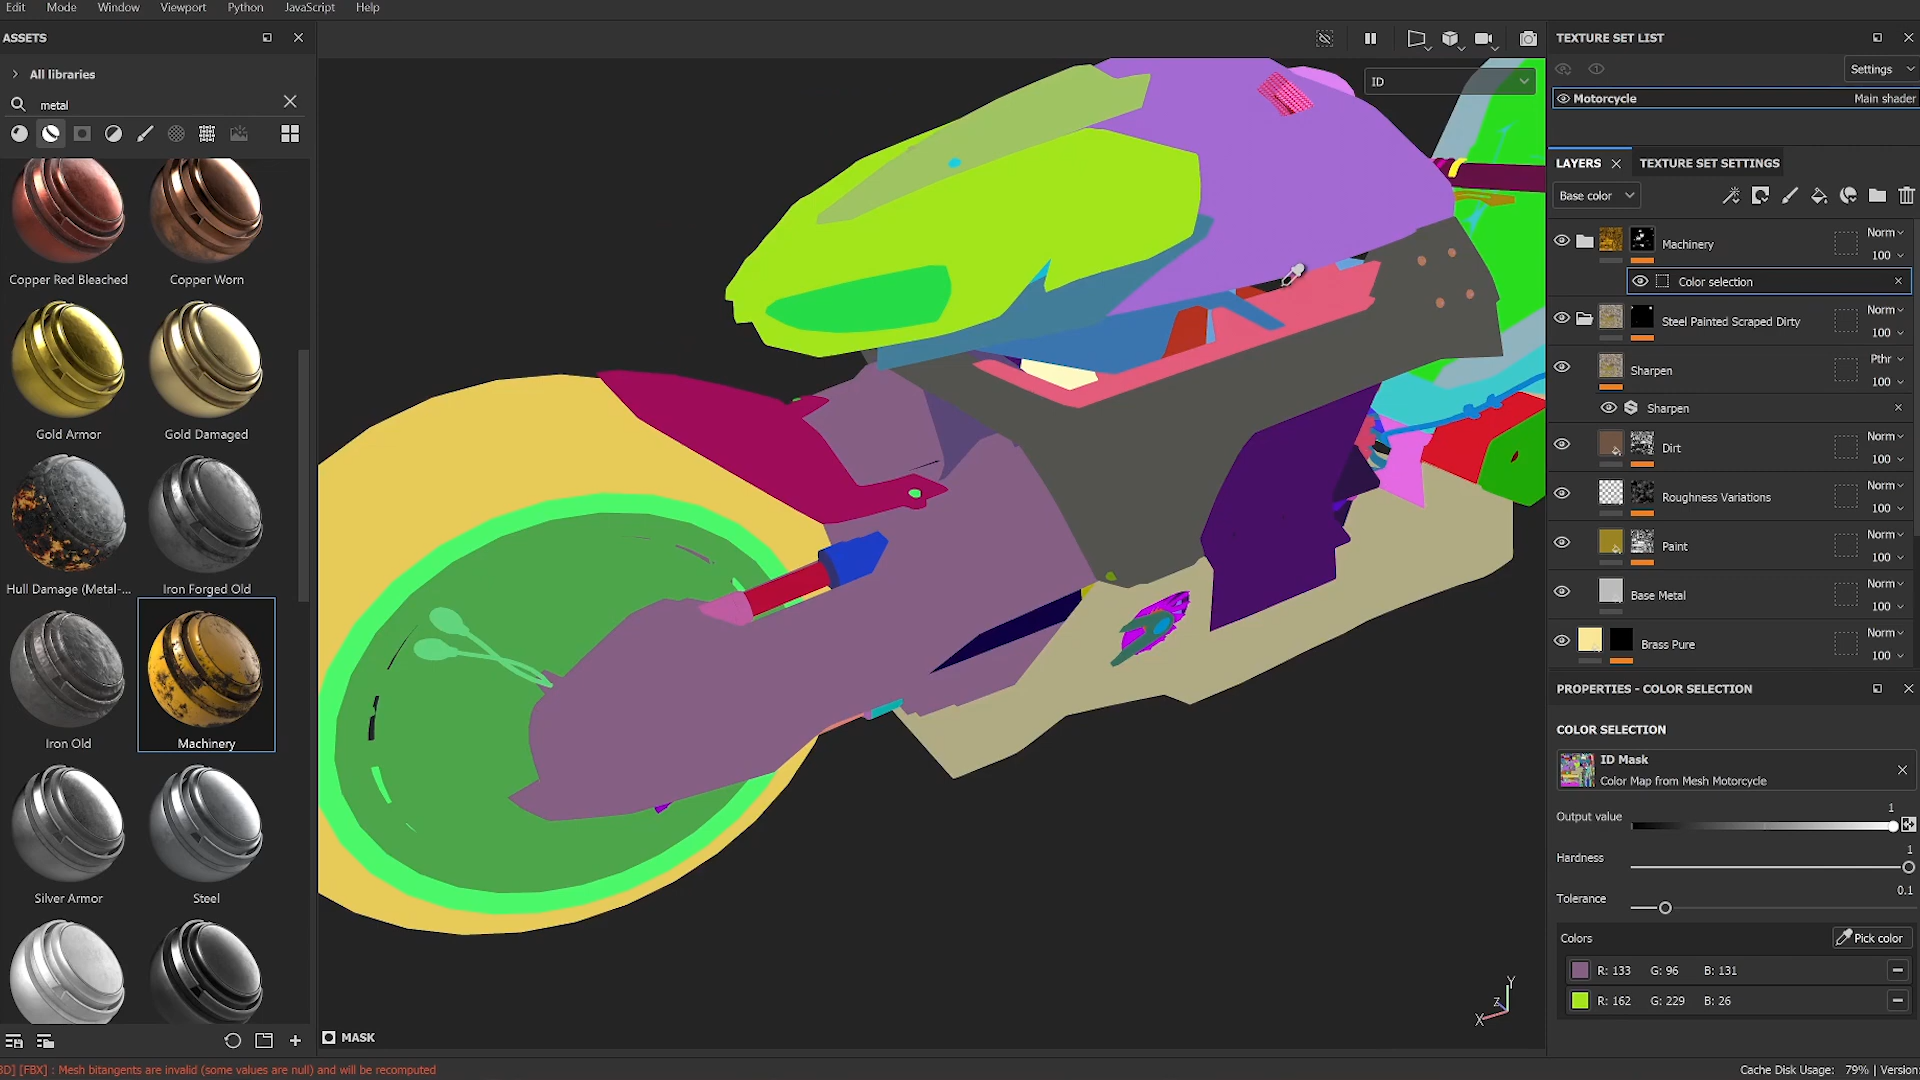 Edit Mode Window Viewport Python JavaScript Help
ASSETS
All libraries
metal
Copper Red Bleached
Copper Worn
Gold Armor
Gold Damaged
Hull Damage (Metal-...
Iron Forged Old
Iron Old
Machinery
Silver Armor
Steel
ID
MASK
Y
Z
X
TEXTURE SET LIST
Settings
Motorcycle Main shader
LAYERS
TEXTURE SET SETTINGS
Base color
Machinery Norm 100
Color selection
Steel Painted Scraped Dirty Norm 100
Sharpen Pthr 100
Sharpen
Dirt Norm 100
Roughness Variations Norm 100
Paint Norm 100
Base Metal Norm 100
Brass Pure Norm 100
PROPERTIES - COLOR SELECTION
COLOR SELECTION
ID Mask
Color Map from Mesh Motorcycle
Output value 1
Hardness 1
Tolerance 0.1
Colors Pick color
R: 133 G: 96 B: 131
R: 162 G: 229 B: 26
3D] [FBX] : Mesh bitangents are invalid (some values are null) and will be recomputed
Cache Disk Usage: 79% | Version: